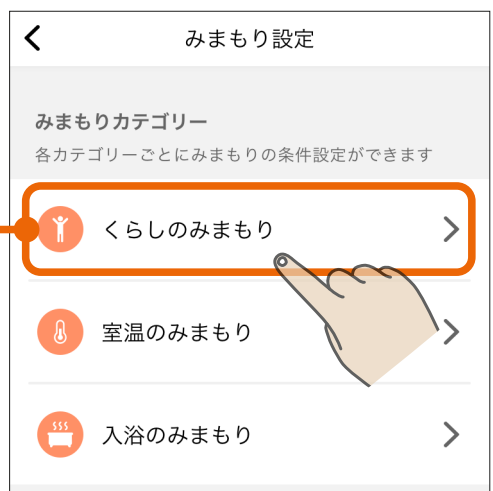 みまもり設定
みまもりカテゴリー
各カテゴリーごとにみまもりの条件設定ができます
くらしのみまもり
室温のみまもり
入浴のみまもり